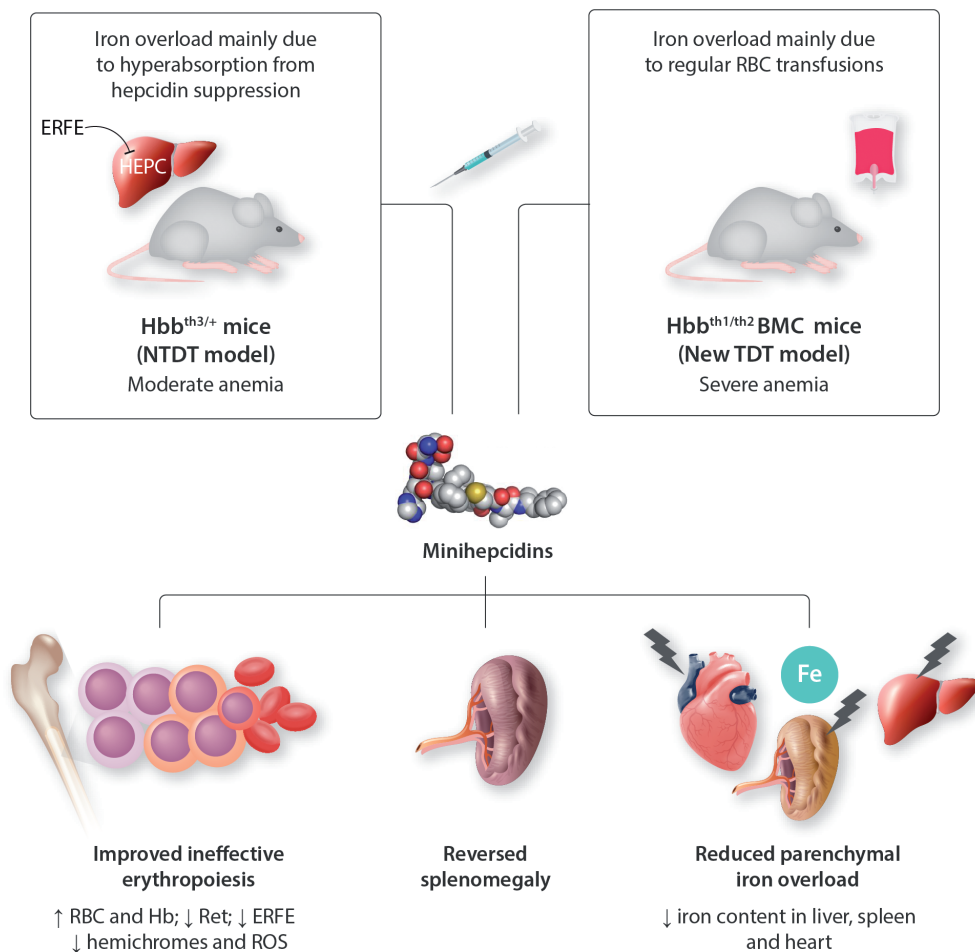 Iron overload mainly due
to hyperabsorption from
hepcidin suppression
ERFE
HEPC
Hbbth3/+ mice
(NTDT model)
Moderate anemia
Iron overload mainly due
to regular RBC transfusions
Hbbth1/th2 BMC mice
(New TDT model)
Severe anemia
Minihepcidins
Improved ineffective
erythropoiesis
↑ RBC and Hb; ↓ Ret; ↓ ERFE
↓ hemichromes and ROS
Reversed
splenomegaly
Fe
Reduced parenchymal
iron overload
↓ iron content in liver, spleen
and heart